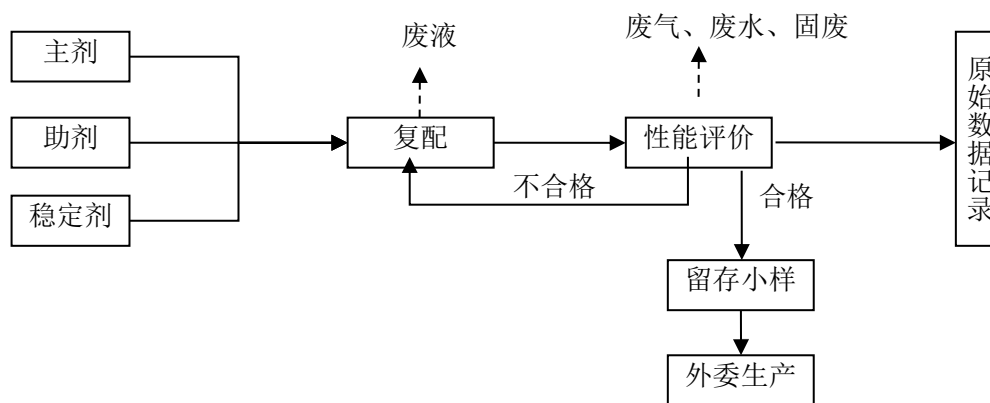 主剂
助剂
稳定剂
废液
复配
不合格
废气、废水、固废
性能评价
合格
留存小样
外委生产
原始数据记录